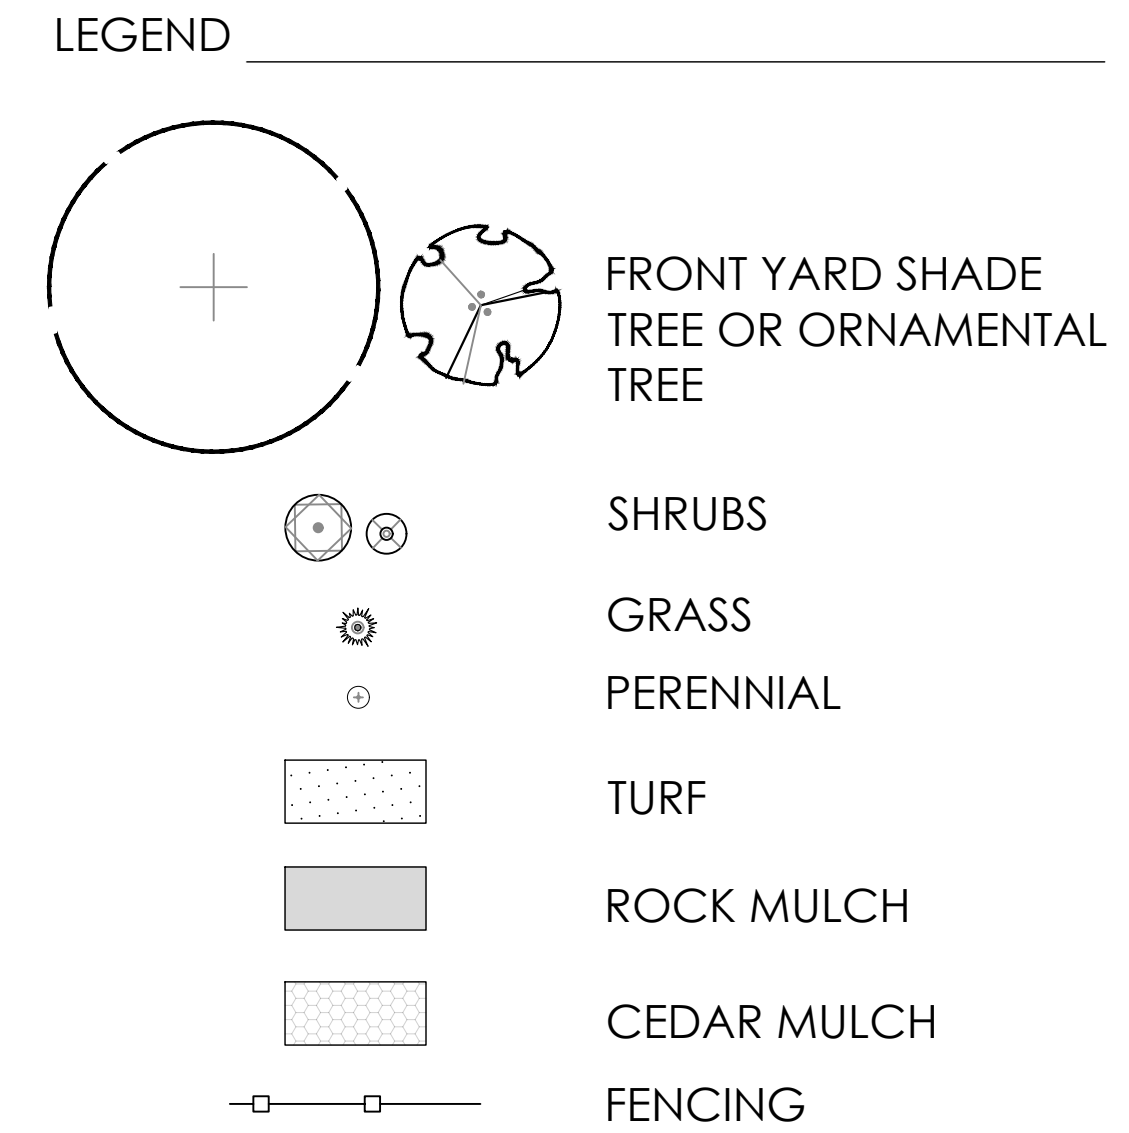 LEGEND
FRONT YARD SHADE
TREE OR ORNAMENTAL
TREE
SHRUBS
GRASS
PERENNIAL
TURF
ROCK MULCH
CEDAR MULCH
FENCING